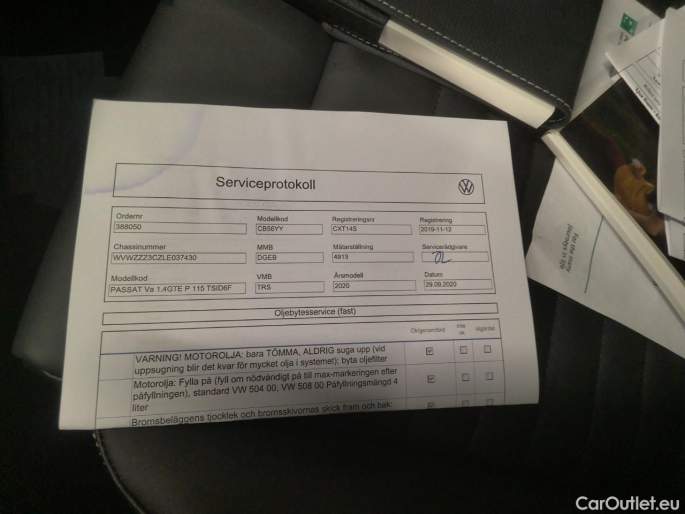 Serviceprotokoll
Ordernr
Modellkod
Registreringsnr
Registrering
388050
CB56YY
CXT14S
2019-11-12
Chassinummer
MMB
Mätarställning
Servicerådgivare
WVWZZZ3CZLE037430
DGEB
4913
Modellkod
VMB
Årsmodell
Datum
PASSAT Va 1.4GTE P 115 TSID6F
TRS
2020
29.09.2020
Oljebytesservice (fast)
VARNING! MOTOROLJA: bara TÖMMA, ALDRIG suga upp (vid
uppsugning blir det kvar för mycket olja i systemet): byta oljefilter
Motorolja: Fylla på (fyll om nödvändigt på till max-markeringen efter
påfyllningen), standard VW 504 00, VW 508 00 Påfyllningsmängd 4
liter
Bromsbeläggens tjocklek och bromsskivornas skick fram och bak:
CarOutlet.eu